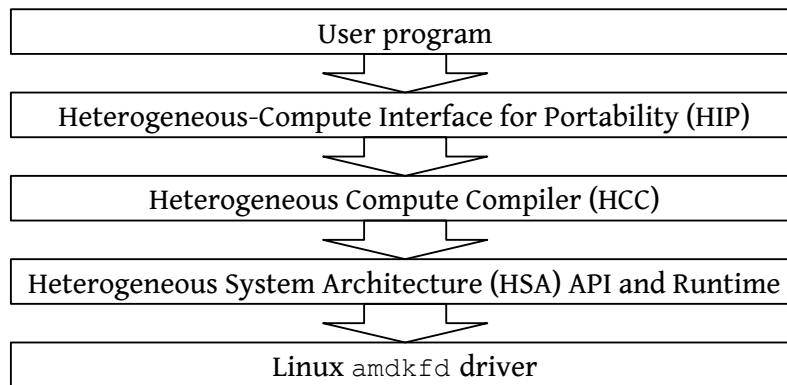 User program
Heterogeneous-Compute Interface for Portability (HIP)
Heterogeneous Compute Compiler (HCC)
Heterogeneous System Architecture (HSA) API and Runtime
Linux amdkfd driver